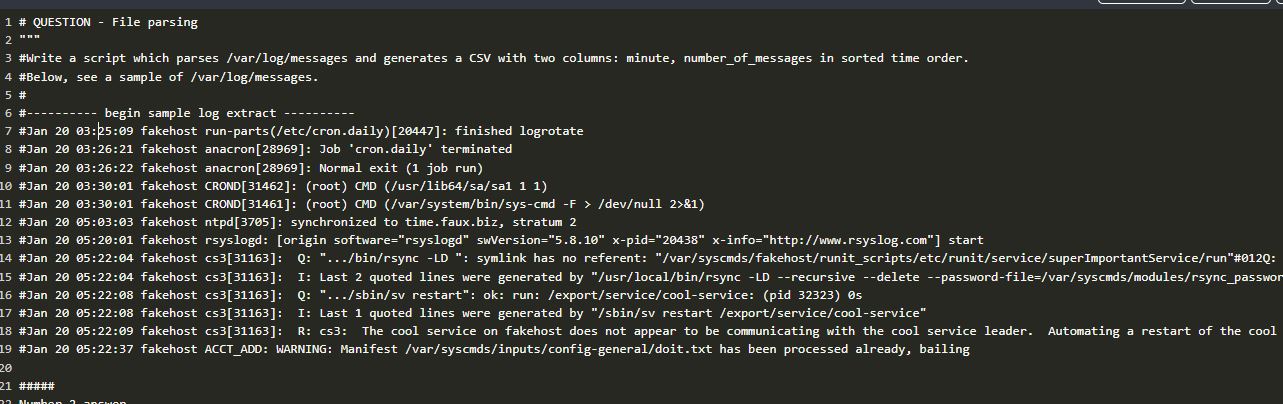 1 # QUESTION - File parsing
2 """
3 #Write a script which parses /var/log/messages and generates a CSV with two columns: minute, number_of_messages in sorted time order.
4 #Below, see a sample of /var/log/messages.
5 #
6 #---------- begin sample log extract ----------
7 #Jan 20 03:25:09 fakehost run-parts(/etc/cron.daily)[20447]: finished logrotate
8 #Jan 20 03:26:21 fakehost anacron[28969]: Job 'cron.daily' terminated
9 #Jan 20 03:26:22 fakehost anacron[28969]: Normal exit (1 job run)
10 #Jan 20 03:30:01 fakehost CROND[31462]: (root) CMD (/usr/lib64/sa/sa1 1 1)
11 #Jan 20 03:30:01 fakehost CROND[31461]: (root) CMD (/var/system/bin/sys-cmd -F > /dev/null 2>&1)
12 #Jan 20 05:03:03 fakehost ntpd[3705]: synchronized to time.faux.biz, stratum 2
13 #Jan 20 05:20:01 fakehost rsyslogd: [origin software="rsyslogd" swVersion="5.8.10" x-pid="20438" x-info="http://www.rsyslog.com"] start
14 #Jan 20 05:22:04 fakehost cs3[31163]:  Q: ".../bin/rsync -LD ": symlink has no referent: "/var/syscmds/fakehost/runit_scripts/etc/runit/service/superImportantService/run"#012Q:
15 #Jan 20 05:22:04 fakehost cs3[31163]:  I: Last 2 quoted lines were generated by "/usr/local/bin/rsync -LD --recursive --delete --password-file=/var/syscmds/modules/rsync_passwor
16 #Jan 20 05:22:08 fakehost cs3[31163]:  Q: ".../sbin/sv restart": ok: run: /export/service/cool-service: (pid 32323) 0s
17 #Jan 20 05:22:08 fakehost cs3[31163]:  I: Last 1 quoted lines were generated by "/sbin/sv restart /export/service/cool-service"
18 #Jan 20 05:22:09 fakehost cs3[31163]:  R: cs3:  The cool service on fakehost does not appear to be communicating with the cool service leader.  Automating a restart of the cool
19 #Jan 20 05:22:37 fakehost ACCT_ADD: WARNING: Manifest /var/syscmds/inputs/config-general/doit.txt has been processed already, bailing
20
21 #####